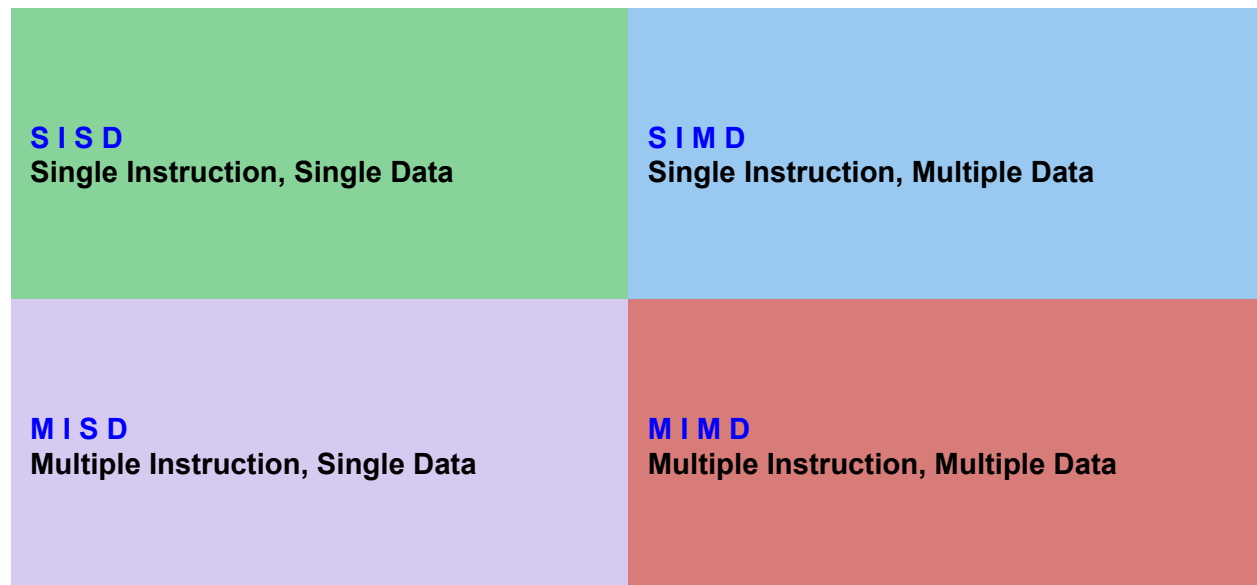 S I S D
Single Instruction, Single Data
S I M D
Single Instruction, Multiple Data
M I S D
Multiple Instruction, Single Data
M I M D
Multiple Instruction, Multiple Data